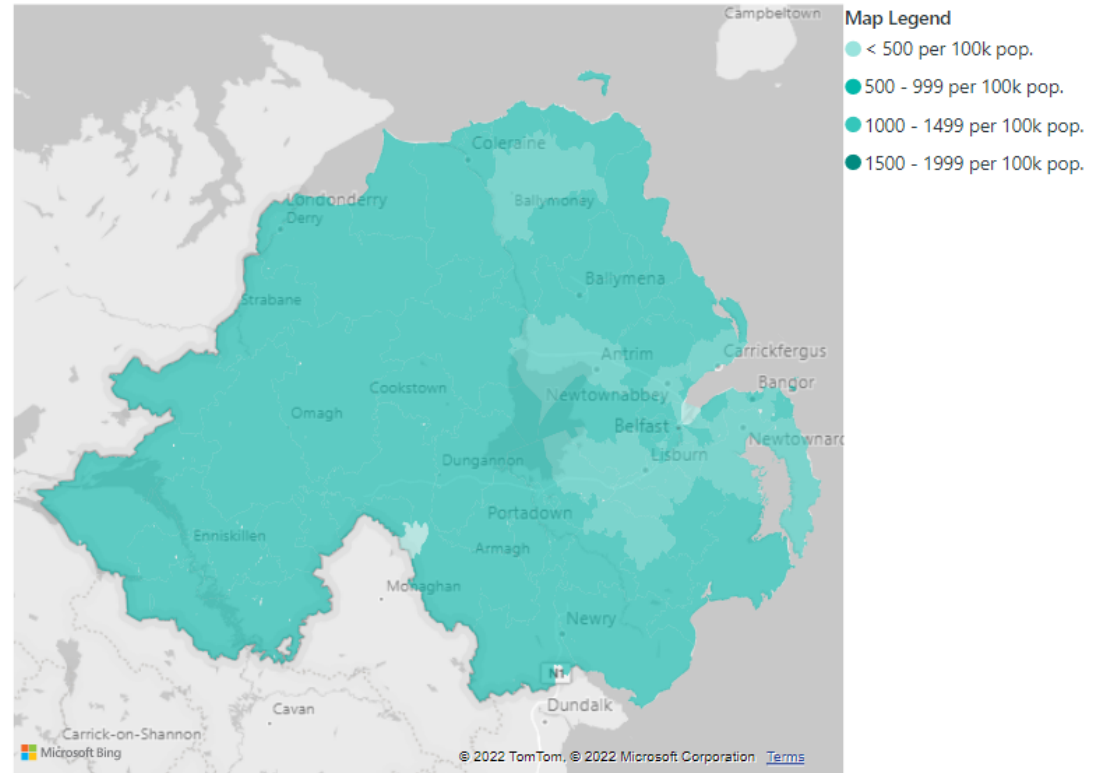 Campbeltown
Map Legend
< 500 per 100k pop.
500 - 999 per 100k pop.
1000 - 1499 per 100k pop.
1500 - 1999 per 100k pop.
Coleraine
Londonderry
Derry
Ballymoney
Ballymena
Strabane
Antrim
Carrickfergus
Cookstown
Bangor
Newtownabbey
Omagh
Belfast
Newtownarc
Lisburn
Dungannon
Portadown
Enniskillen
Armagh
Monaghan
Newry
N1
Dundalk
Cavan
Carrick-on-Shannon
Microsoft Bing
© 2022 TomTom, © 2022 Microsoft Corporation Terms